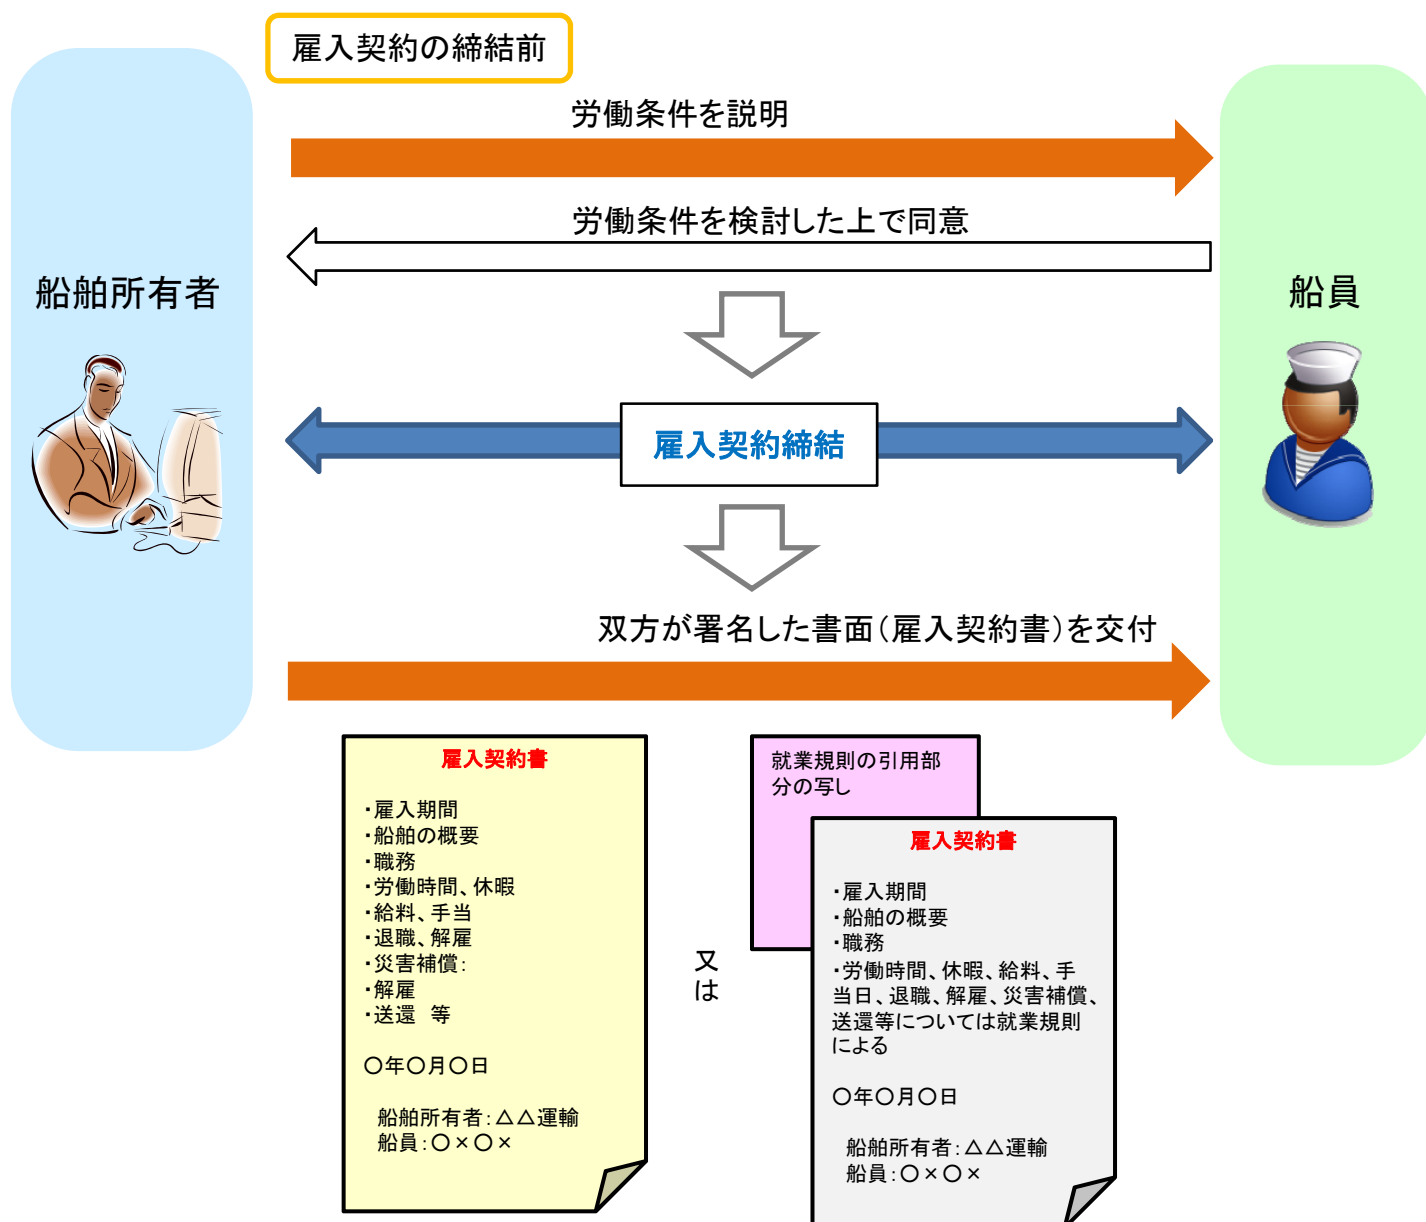 雇入契約の締結前
労働条件を説明
労働条件を検討した上で同意
船舶所有者
船員
雇入契約締結
双方が署名した書面（雇入契約書）を交付
雇入契約書
・雇入期間
・船舶の概要
・職務
・労働時間、休暇
・給料、手当
・退職、解雇
・災害補償：
・解雇
・送還　等
○年○月○日
船舶所有者：△△運輸
船員：○×○×
又
は
就業規則の引用部
分の写し
雇入契約書
・雇入期間
・船舶の概要
・職務
・労働時間、休暇、給料、手
当日、退職、解雇、災害補償、
送還等については就業規則
による
○年○月○日
船舶所有者：△△運輸
船員：○×○×